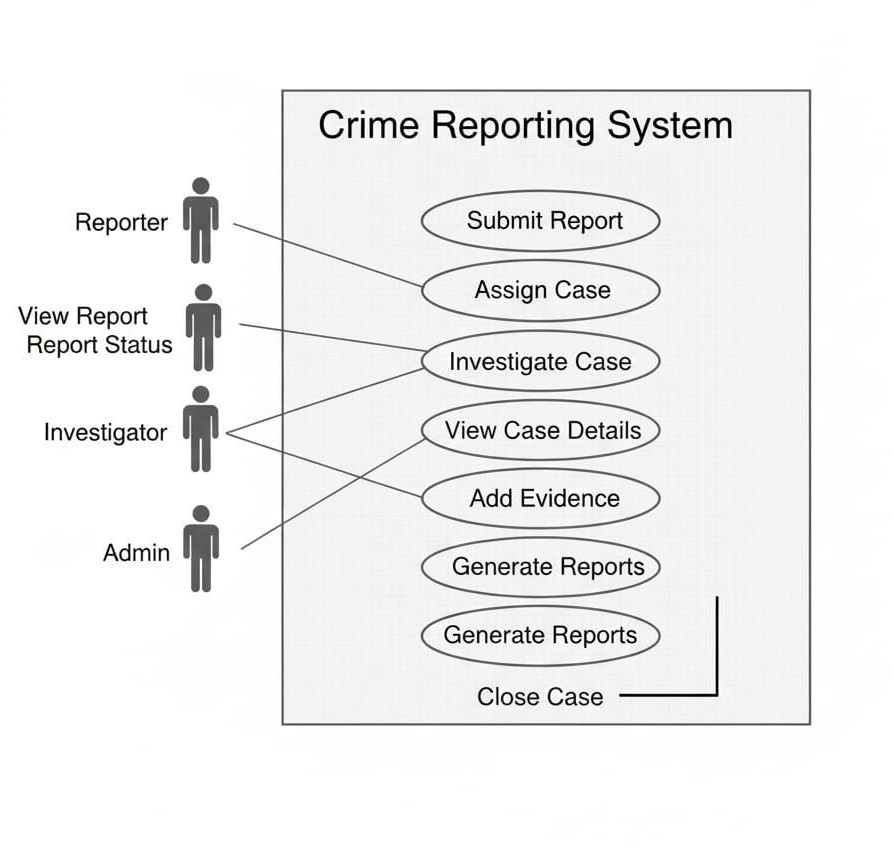 Crime Reporting System
Reporter
View Report
Report Status
Investigator
Admin
Submit Report
Assign Case
Investigate Case
View Case Details
Add Evidence
Generate Reports
Generate Reports
Close Case